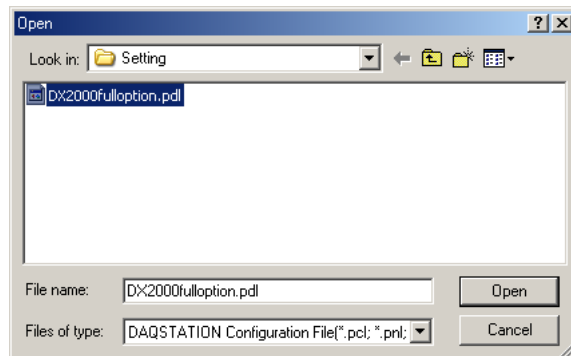 Open
Look in: Setting
DX2000fulloption.pdl
File name: DX2000fulloption.pdl Open
Files of type: DAQSTATION Configuration File(*.pcl; *.pnl; Cancel